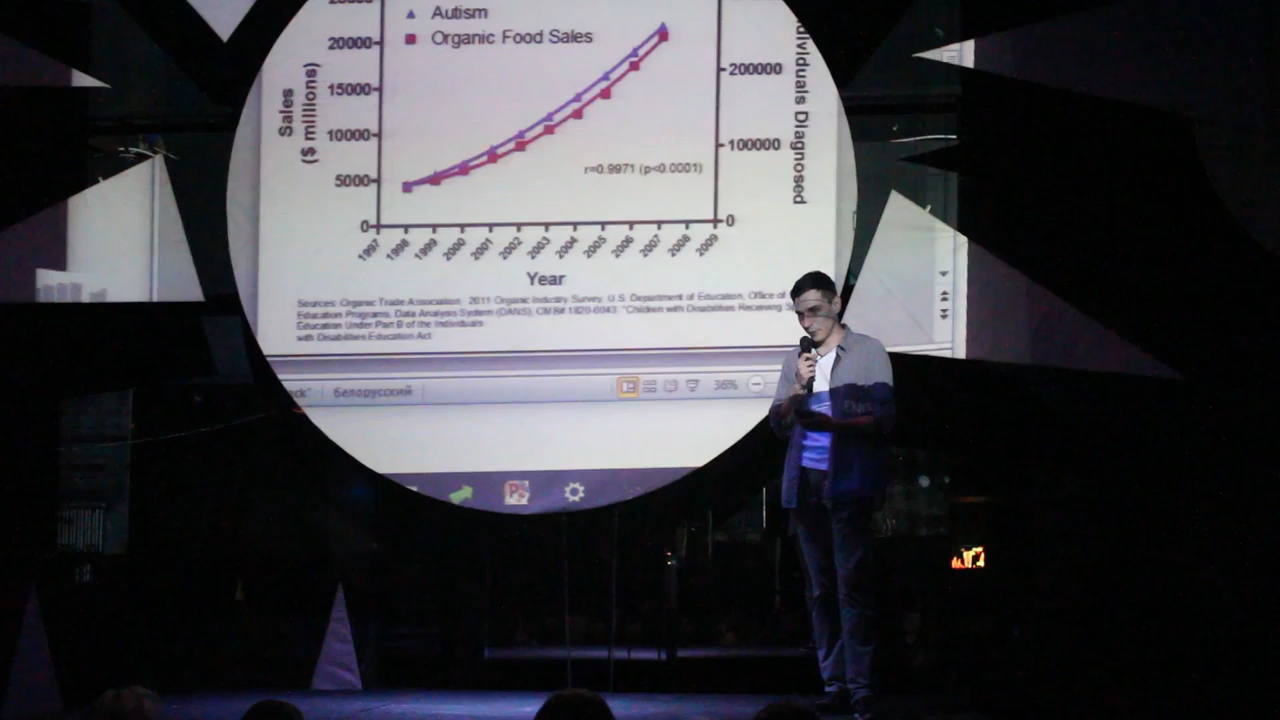 25000
Autism
Organic Food Sales
20000
15000
10000
5000
0
Sales
($ millions)
200000
100000
0
Individuals Diagnosed
r=0.9971 (p<0.0001)
1997 1998 1999 2000 2001 2002 2003 2004 2005 2006 2007 2008 2009
Year
Sources: Organic Trade Association, 2011 Organic Industry Survey, U.S. Department of Education, Office of
Education Programs, Data Analysis System (DANS), OMB# 1820-0043: "Children with Disabilities Receiving
Education Under Part B of the Individuals
with Disabilities Education Act
белорусский
36%